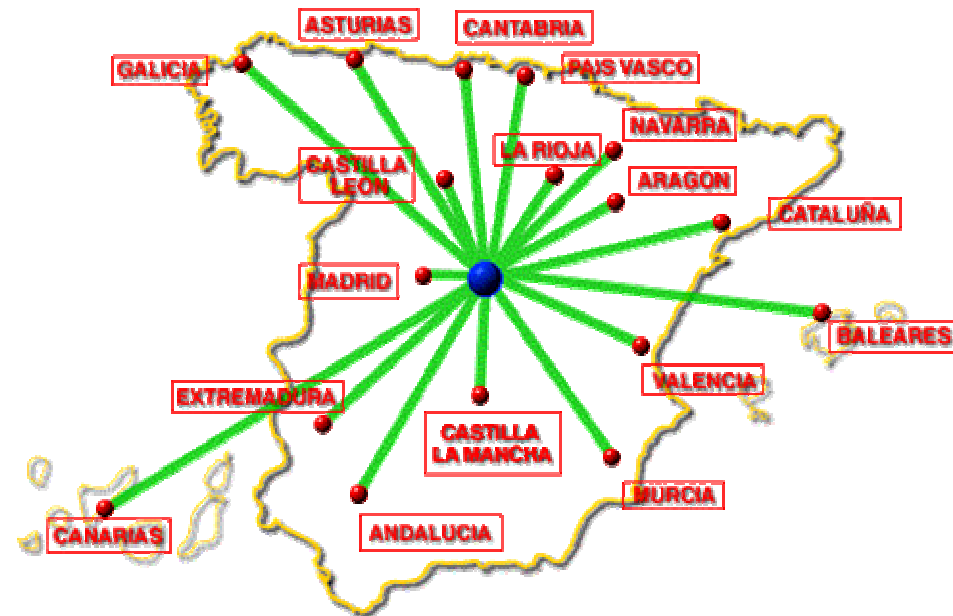 ASTURIAS
CANTABRIA
GALICIA
PAIS VASCO
NAVARRA
LA RIOJA
CASTILLA
LEON
ARAGON
CATALUÑA
MADRID
BALEARES
VALENCIA
EXTREMADURA
CASTILLA
LA MANCHA
MURCIA
CANARIAS
ANDALUCIA